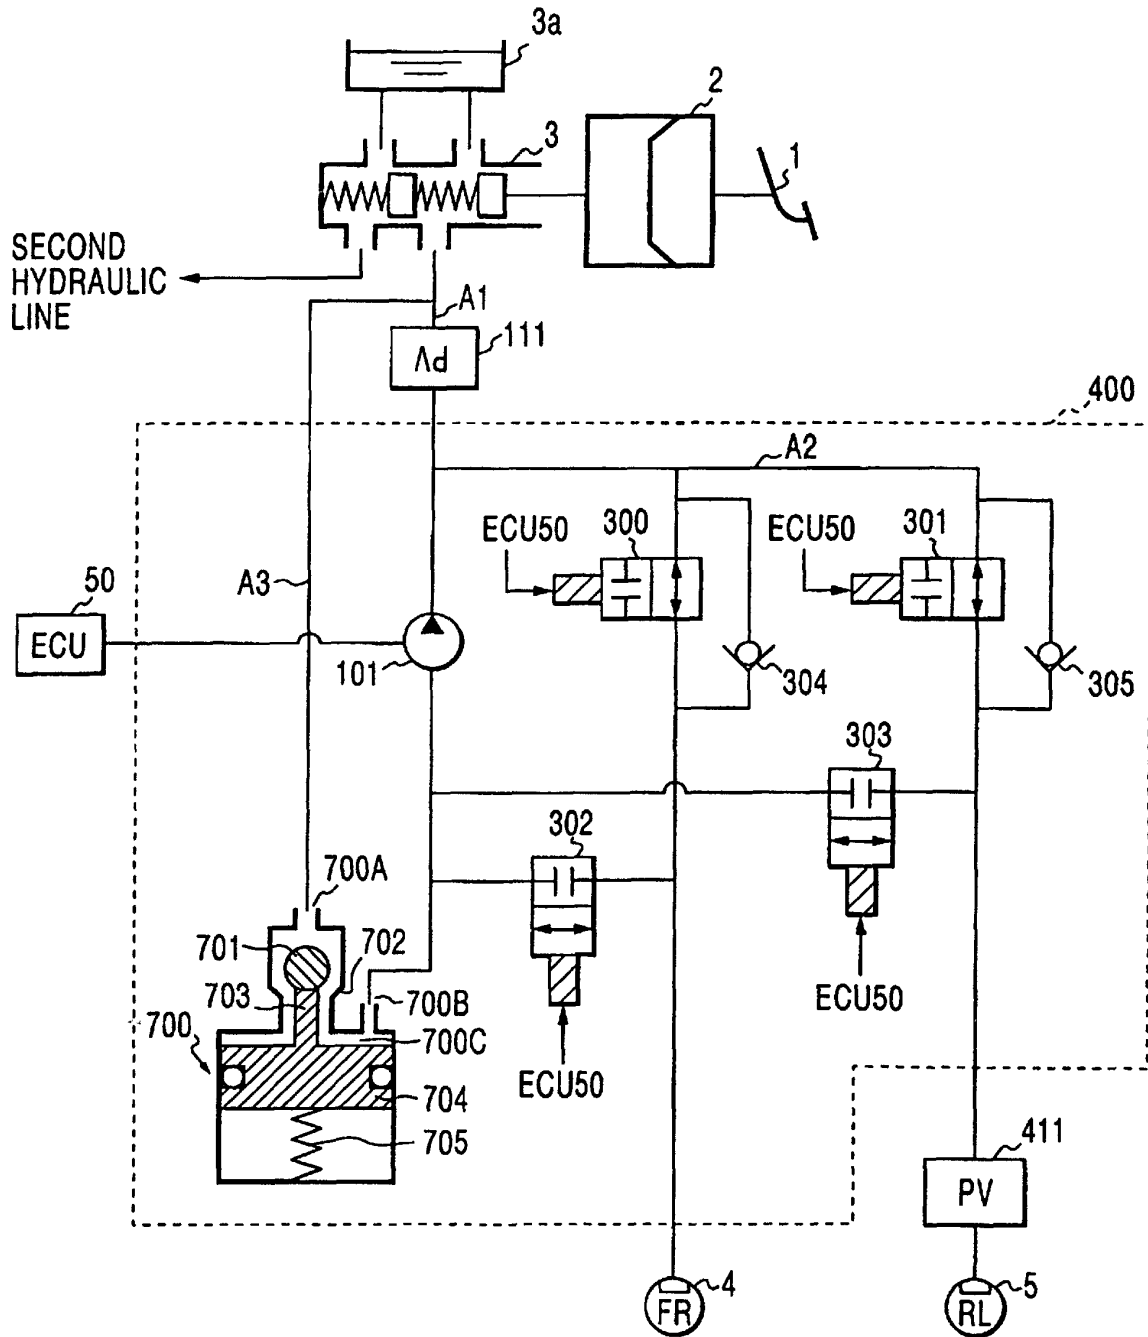 3a
2
3
1
SECOND
HYDRAULIC
LINE
A1
111
PV
400
A2
ECU50
300
ECU50
301
A3
50
ECU
101
304
305
303
302
700A
701
702
703
700B
700
700C
ECU50
ECU50
704
705
411
PV
4
FR
5
RL